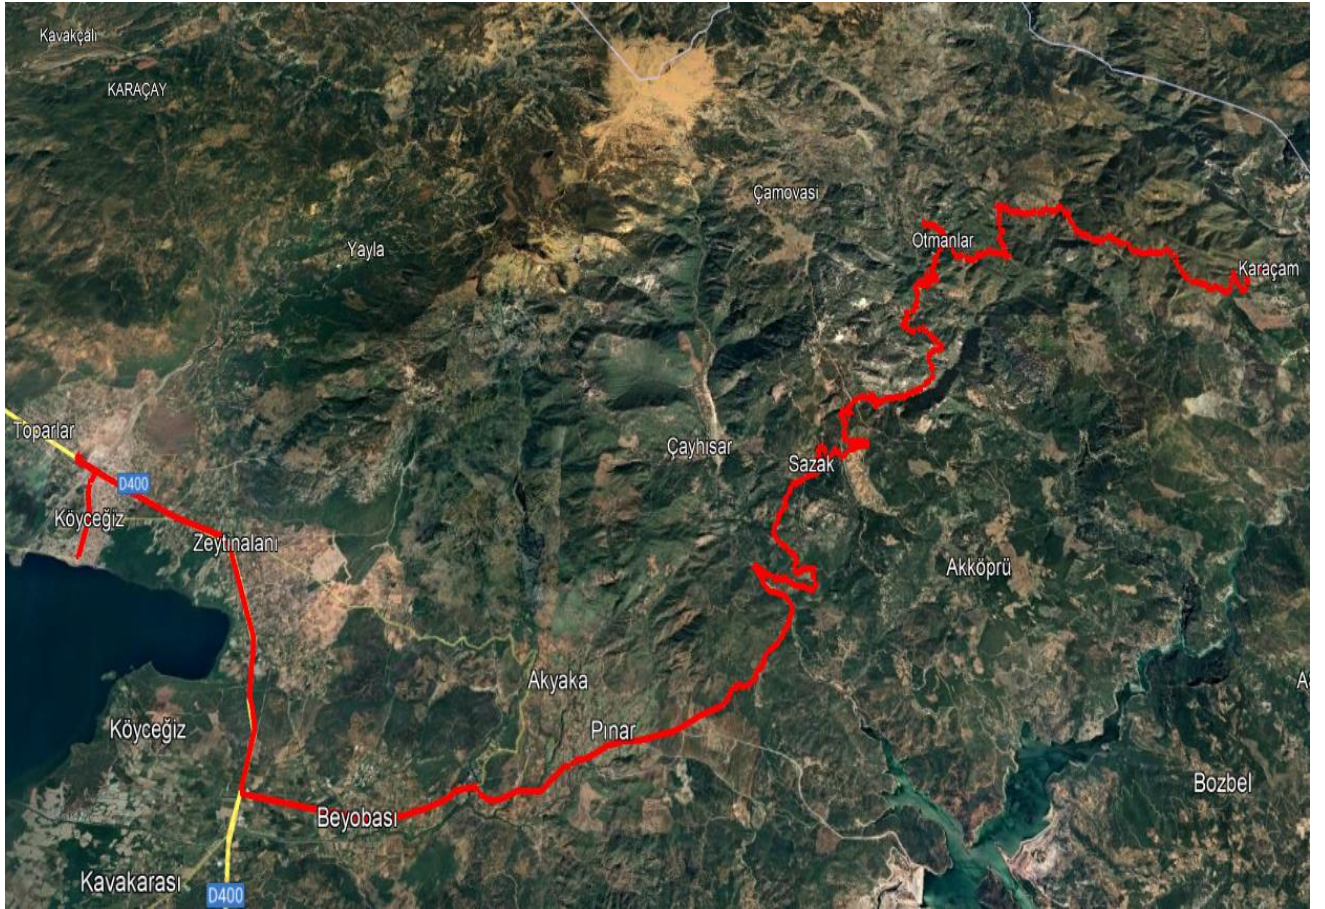 Kavakçalı
KARAÇAY
Çamovasi
Otmanlar
Yayla
Karaçam
Toparlar
Çayhisar
Sazak
D400
Köyceğiz
Zeytinalanı
Akköprü
Akyaka
Köyceğiz
Pınar
Bozbel
Beyobası
Kavakarası
D400